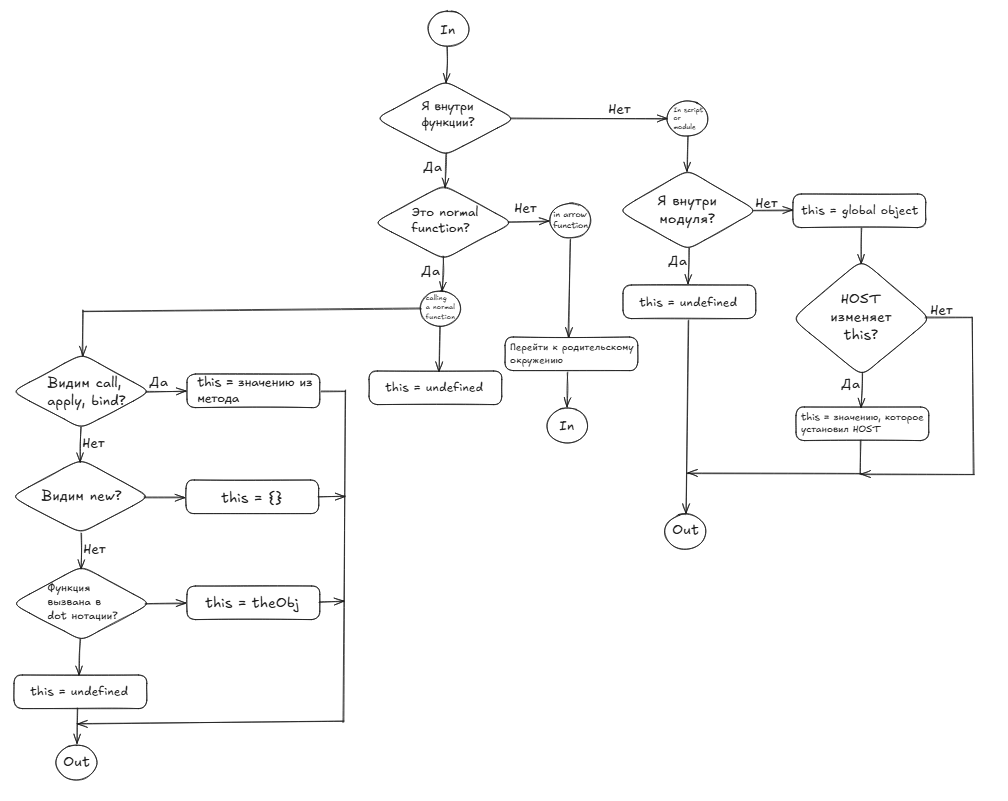 In
Я внутри
функции?
Нет
In script
or
module
Да
Это normal
function?
Нет
in arrow
function
Я внутри
модуля?
Нет
this = global object
Да
Да
calling
a normal
function
this = undefined
HOST
изменяет
this?
Нет
Перейти к родительскому
окружению
Видим call,
apply, bind?
Да
this = значению из
метода
this = undefined
Да
this = значению, которое
установил HOST
In
Нет
Видим new?
this = {}
Out
Нет
Функция
вызвана в
dot нотации?
this = theObj
this = undefined
Out